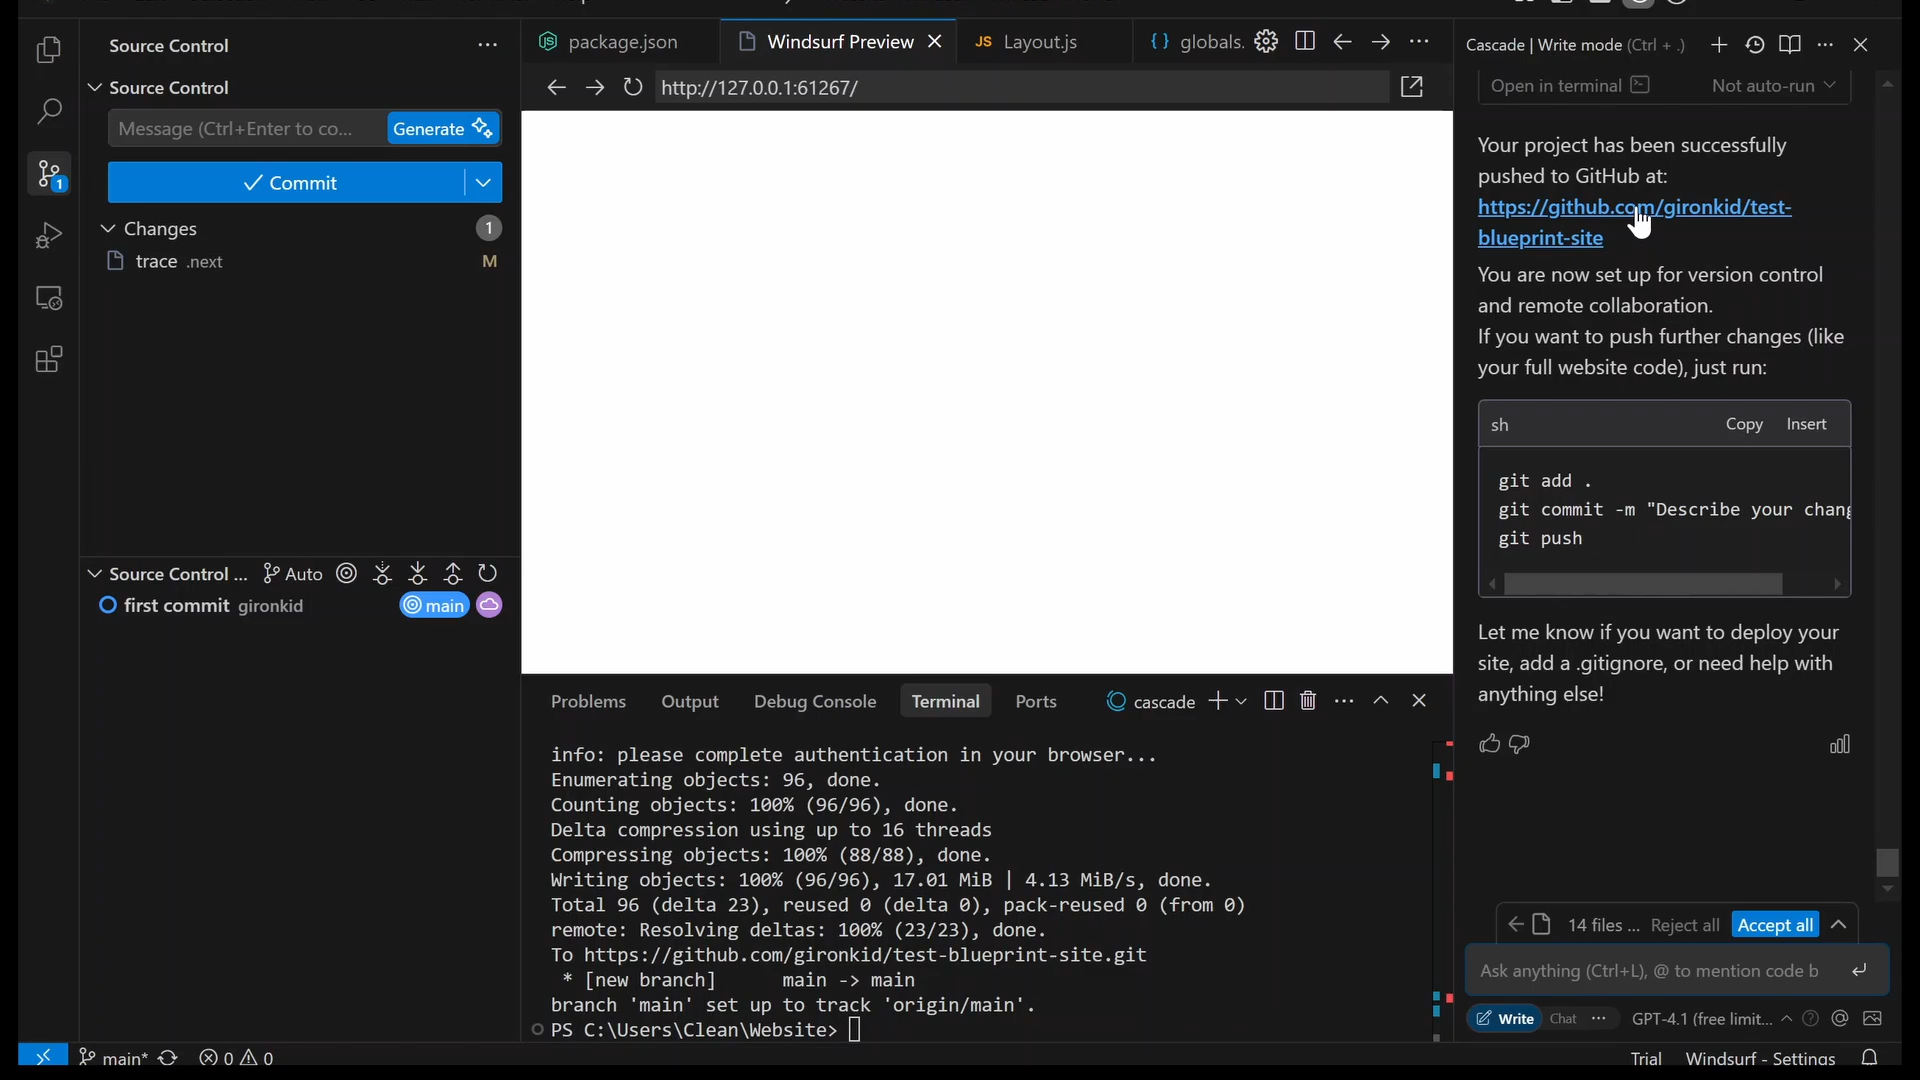 Source Control
Source Control
Message (Ctrl+Enter to co...
Generate
Commit
Changes
1
trace .next
M
1
Source Control ...
Auto
first commit gironkid
main
package.json
Windsurf Preview
JS Layout.js
{ } globals.
http://127.0.0.1:61267/
Problems
Output
Debug Console
Terminal
Ports
cascade
info: please complete authentication in your browser...
Enumerating objects: 96, done.
Counting objects: 100% (96/96), done.
Delta compression using up to 16 threads
Compressing objects: 100% (88/88), done.
Writing objects: 100% (96/96), 17.01 MiB | 4.13 MiB/s, done.
Total 96 (delta 23), reused 0 (delta 0), pack-reused 0 (from 0)
remote: Resolving deltas: 100% (23/23), done.
To https://github.com/gironkid/test-blueprint-site.git
* [new branch]      main -> main
branch 'main' set up to track 'origin/main'.
PS C:\Users\Clean\Website>
Cascade | Write mode (Ctrl + .)
Open in terminal
Not auto-run
Your project has been successfully
pushed to GitHub at:
https://github.com/gironkid/test-
blueprint-site
You are now set up for version control
and remote collaboration.
If you want to push further changes (like
your full website code), just run:
sh
Copy
Insert
git add .
git commit -m "Describe your chang
git push
Let me know if you want to deploy your
site, add a .gitignore, or need help with
anything else!
14 files ...
Reject all
Accept all
Ask anything (Ctrl+L), @ to mention code b
Write
Chat
GPT-4.1 (free limit...
main*
0
0
Trial
Windsurf - Settings